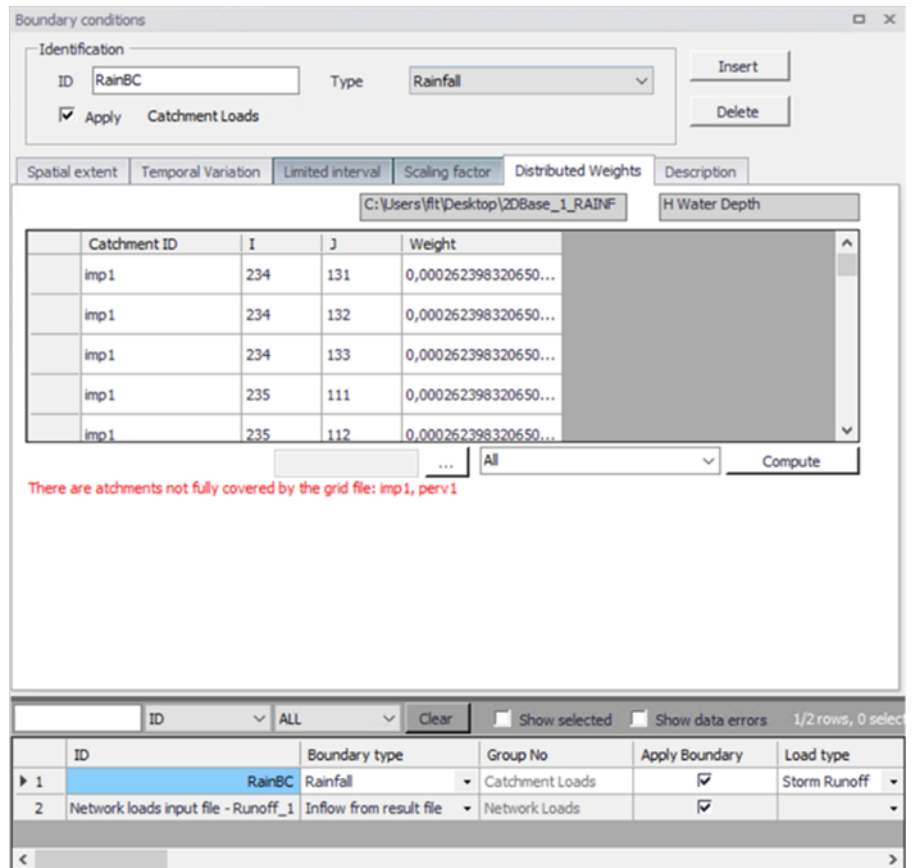 Boundary conditions
Identification
ID RainBC Type Rainfall Insert
Apply Catchment Loads Delete
Spatial extent Temporal Variation Limited interval Scaling factor Distributed Weights Description
C:\Users\flt\Desktop\2DBase_1_RAINF H Water Depth
Catchment ID I J Weight
imp1 234 131 0,000262398320650...
imp1 234 132 0,000262398320650...
imp1 234 133 0,000262398320650...
imp1 235 111 0,000262398320650...
imp1 235 112 0,000262398320650...
... All Compute
There are atchments not fully covered by the grid file: imp1, perv1
ID ALL Clear Show selected Show data errors 1/2 rows, 0 select
ID Boundary type Group No Apply Boundary Load type
1 RainBC Rainfall Catchment Loads Storm Runoff
2 Network loads input file - Runoff_1 Inflow from result file Network Loads